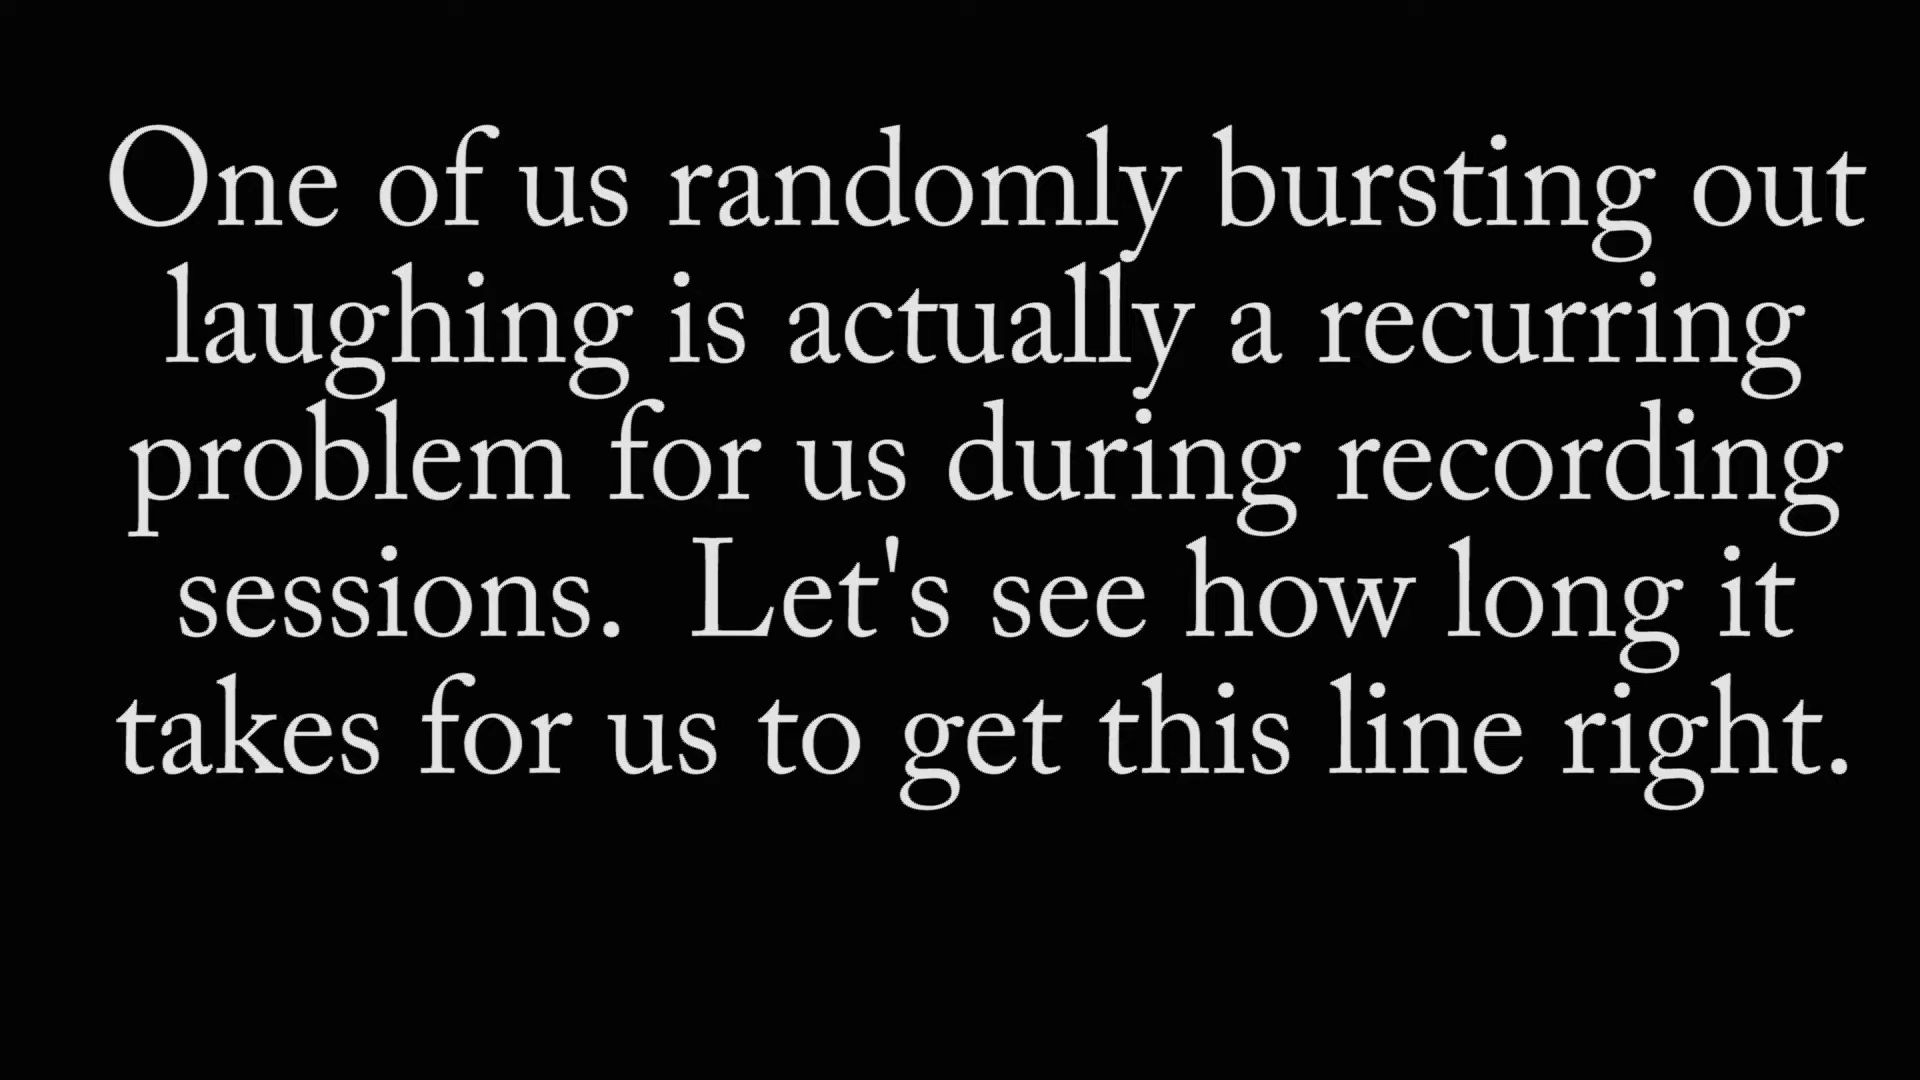 One of us randomly bursting out
laughing is actually a recurring
problem for us during recording
sessions.  Let's see how long it
takes for us to get this line right.